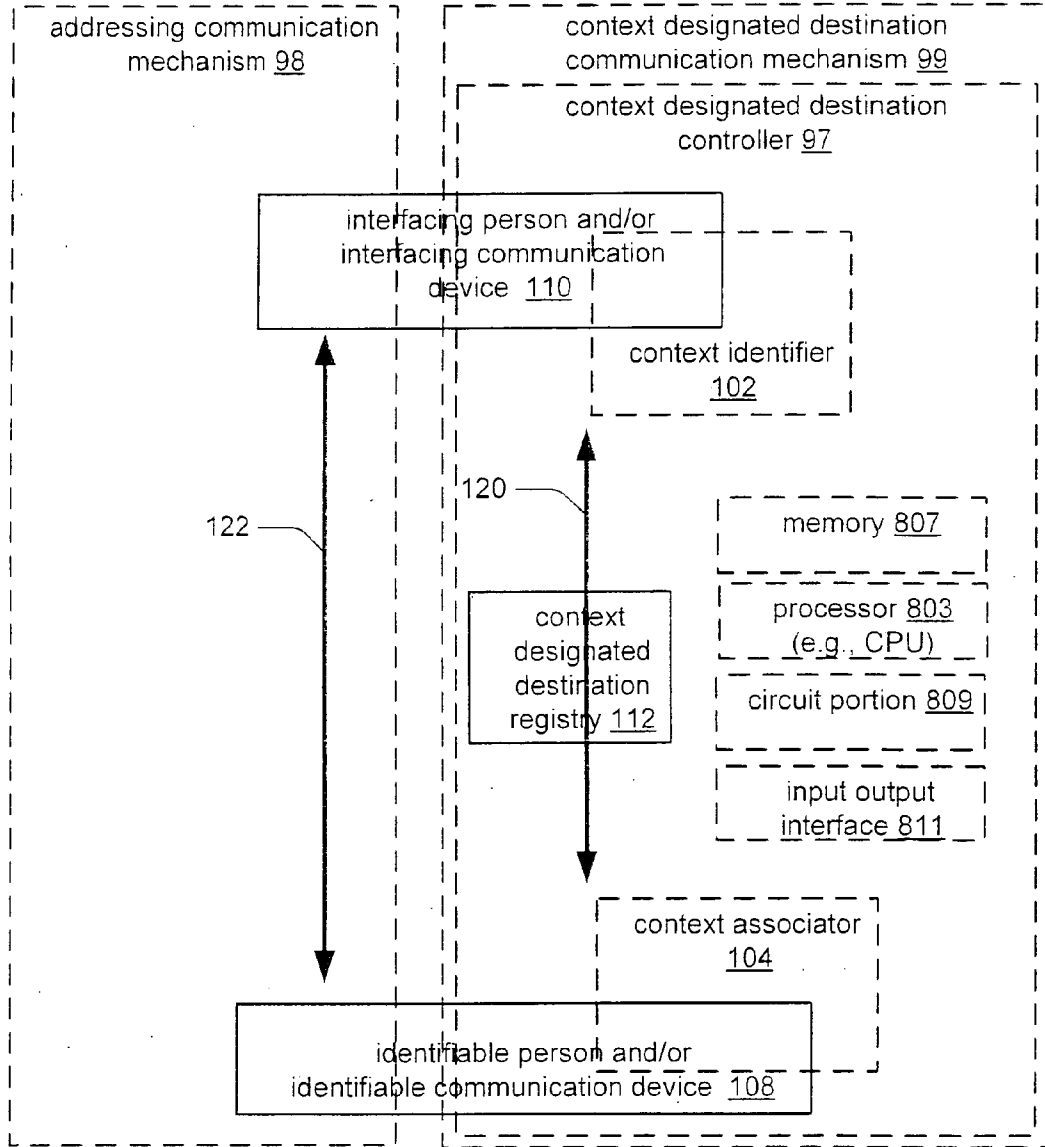 addressing communication
mechanism 98
context designated destination
communication mechanism 99
context designated destination
controller 97
interfacing person and/or
interfacing communication
device 110
context identifier
102
120
122
memory 807
processor 803
(e.g., CPU)
context
designated
destination
registry 112
circuit portion 809
input output
interface 811
context associator
104
identifiable person and/or
identifiable communication device 108